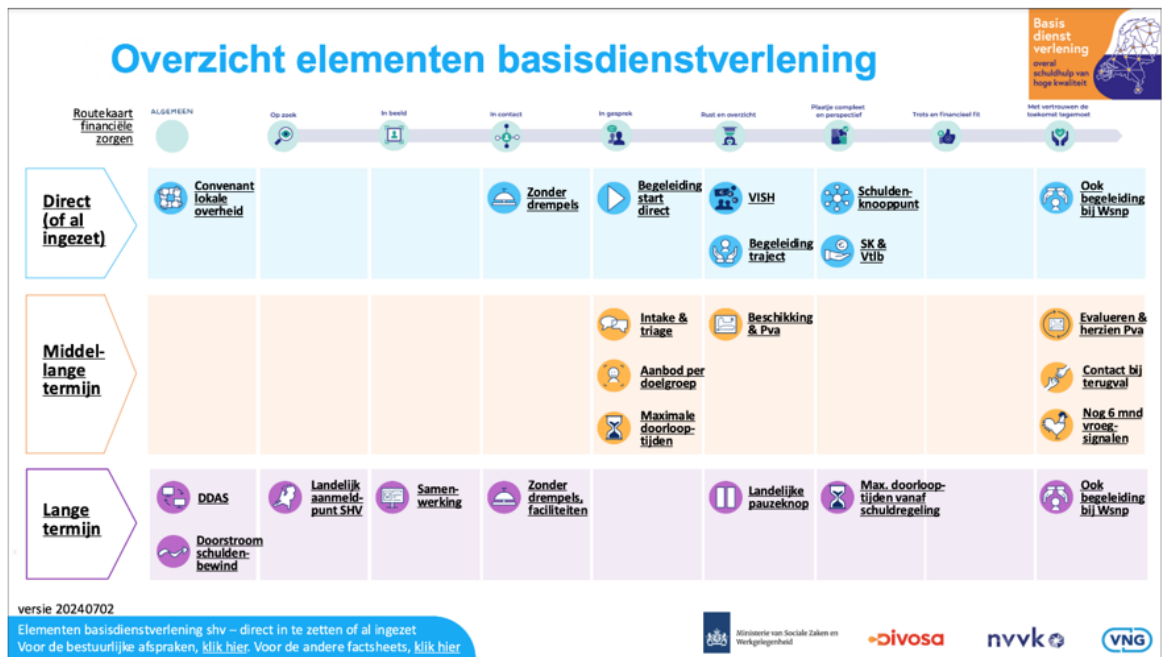 Overzicht elementen basisdienstverlening
Basis
dienst
verlening
overal
schuldhulp van
hoge kwaliteit
Routekaart
financiële
zorgen
ALGEMEEN
Op zoek
In beeld
In contact
In gesprek
Rust en overzicht
Plaatje compleet
en perspectief
Trots en financieel fit
Met vertrouwen de
toekomst tegemoet
Direct
(of al
ingezet)
Convenant
lokale
overheid
Zonder
drempels
Begeleiding
start
direct
VISH
Begeleiding
traject
Schulden-
knooppunt
SK &
Vtlb
Ook
begeleiding
bij Wsnp
Middel-
lange
termijn
Intake &
triage
Aanbod per
doelgroep
Maximale
doorloop-
tijden
Beschikking
& Pva
Evalueren &
herzien Pva
Contact bij
terugval
Nog 6 mnd
vroeg-
signalen
Lange
termijn
DDAS
Doorstroom
schulden-
bewind
Landelijk
aanmeld-
punt SHV
Samen-
werking
Zonder
drempels,
faciliteiten
Landelijke
pauzeknop
Max. doorloop-
tijden vanaf
schuldregeling
Ook
begeleiding
bij Wsnp
versie 20240702
Elementen basisdienstverlening shv – direct in te zetten of al ingezet
Voor de bestuurlijke afspraken, klik hier. Voor de andere factsheets, klik hier
Ministerie van Sociale Zaken en
Werkgelegenheid
Divosa
nvvk
VNG